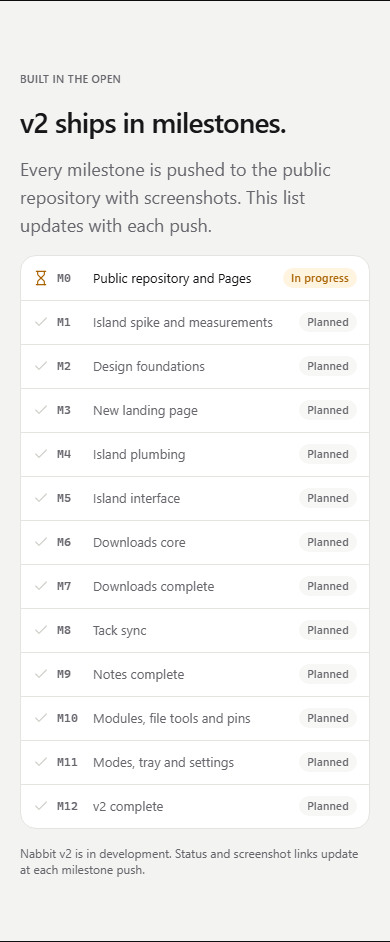 BUILT IN THE OPEN
v2 ships in milestones.
Every milestone is pushed to the public
repository with screenshots. This list
updates with each push.
M0 Public repository and Pages In progress
M1 Island spike and measurements Planned
M2 Design foundations Planned
M3 New landing page Planned
M4 Island plumbing Planned
M5 Island interface Planned
M6 Downloads core Planned
M7 Downloads complete Planned
M8 Tack sync Planned
M9 Notes complete Planned
M10 Modules, file tools and pins Planned
M11 Modes, tray and settings Planned
M12 v2 complete Planned
Nabbit v2 is in development. Status and screenshot links update
at each milestone push.